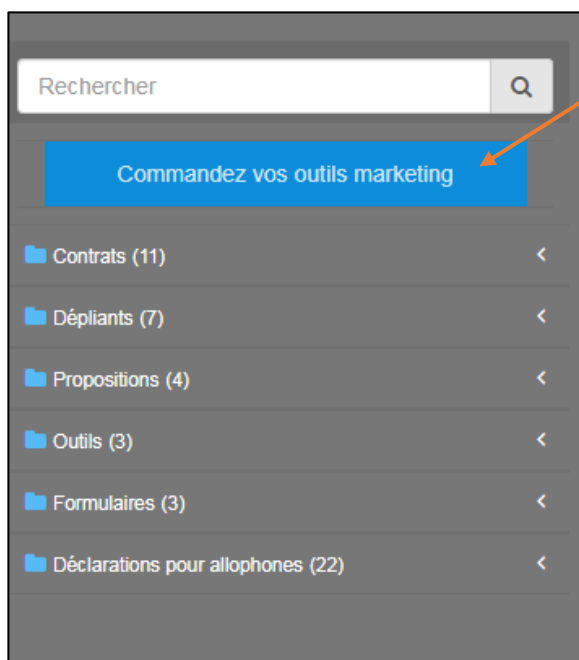 Rechercher
Commandez vos outils marketing
Contrats (11)
Dépliants (7)
Propositions (4)
Outils (3)
Formulaires (3)
Déclarations pour allophones (22)